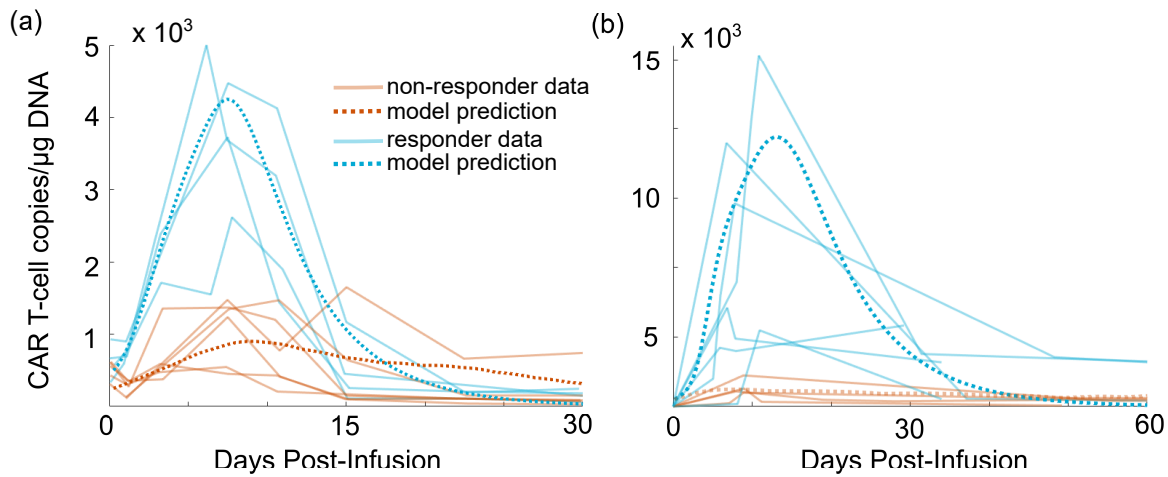 (a)
x 10³
5
4
3
2
1
0
15
30
CAR T-cell copies/µg DNA
Days Post-Infusion
non-responder data
model prediction
responder data
model prediction
(b)
x 10³
15
10
5
0
30
60
Days Post-Infusion